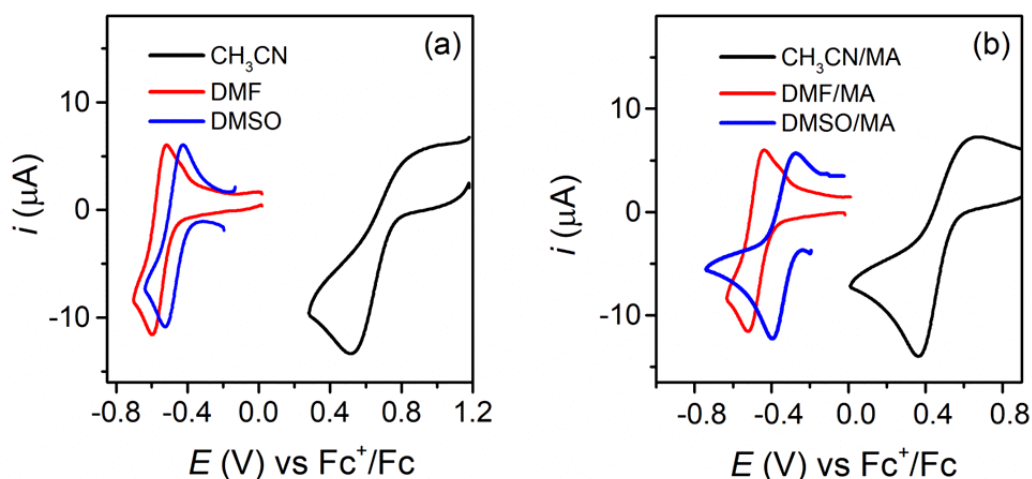 (a)
CH₃CN
DMF
DMSO
10
0
-10
-0.8 -0.4 0.0 0.4 0.8 1.2
i (μA)
E (V) vs Fc⁺/Fc
(b)
CH₃CN/MA
DMF/MA
DMSO/MA
10
0
-10
-0.8 -0.4 0.0 0.4 0.8
i (μA)
E (V) vs Fc⁺/Fc